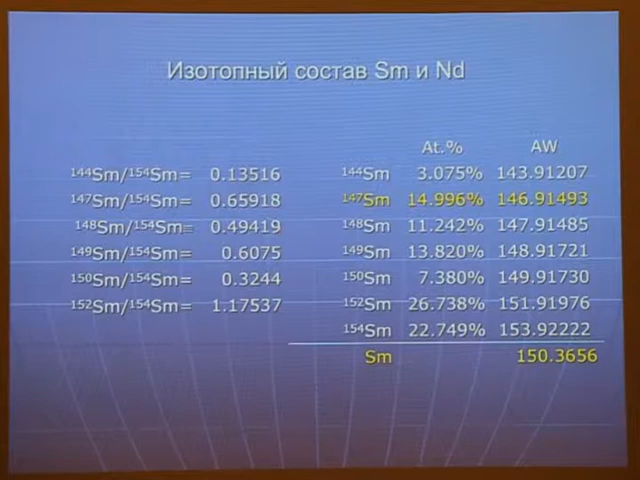 Изотопный состав Sm и Nd
At.% AW
¹⁴⁴Sm/¹⁵⁴Sm= 0.13516 ¹⁴⁴Sm 3.075% 143.91207
¹⁴⁷Sm/¹⁵⁴Sm= 0.65918 ¹⁴⁷Sm 14.996% 146.91493
¹⁴⁸Sm/¹⁵⁴Sm= 0.49419 ¹⁴⁸Sm 11.242% 147.91485
¹⁴⁹Sm/¹⁵⁴Sm= 0.6075 ¹⁴⁹Sm 13.820% 148.91721
¹⁵⁰Sm/¹⁵⁴Sm= 0.3244 ¹⁵⁰Sm 7.380% 149.91730
¹⁵²Sm/¹⁵⁴Sm= 1.17537 ¹⁵²Sm 26.738% 151.91976
¹⁵⁴Sm 22.749% 153.92222
Sm 150.3656